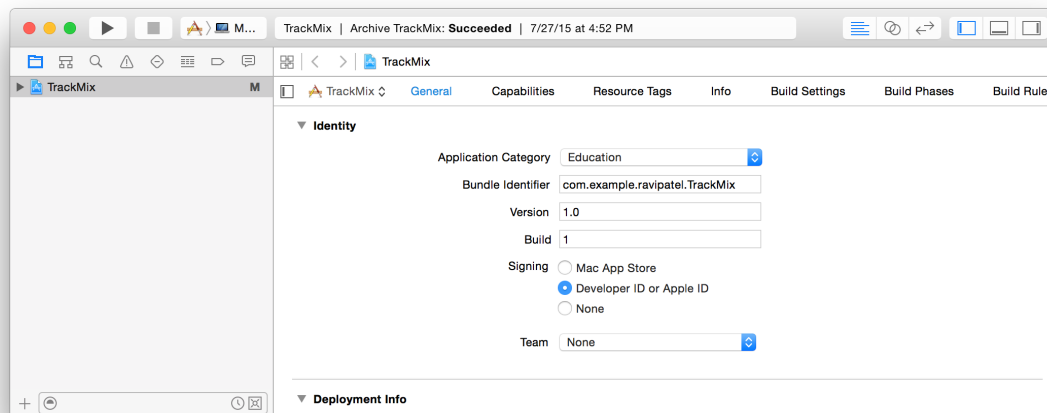 M... TrackMix | Archive TrackMix: Succeeded | 7/27/15 at 4:52 PM
TrackMix
TrackMix M
TrackMix General Capabilities Resource Tags Info Build Settings Build Phases Build Rule
Identity
Application Category Education
Bundle Identifier com.example.ravipatel.TrackMix
Version 1.0
Build 1
Signing Mac App Store
Developer ID or Apple ID
None
Team None
Deployment Info